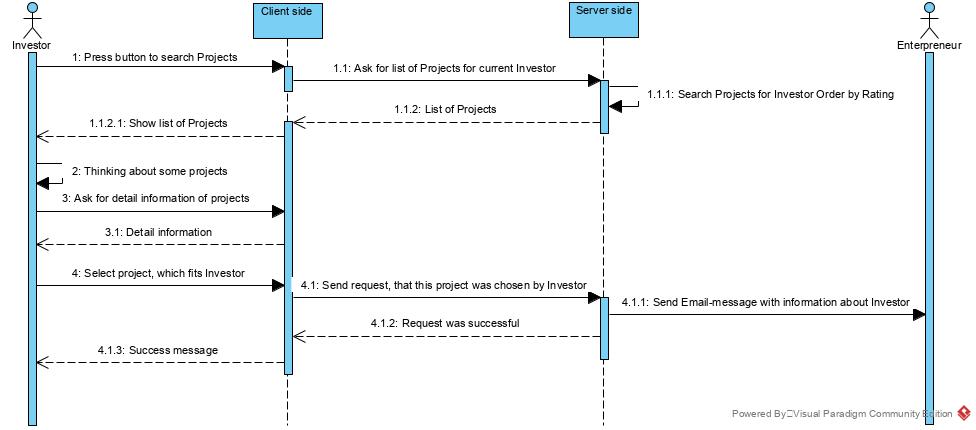 Client side
Server side
Investor
Enterpreneur
1: Press button to search Projects
1.1: Ask for list of Projects for current Investor
1.1.1: Search Projects for Investor Order by Rating
1.1.2: List of Projects
1.1.2.1: Show list of Projects
2: Thinking about some projects
3: Ask for detail information of projects
3.1: Detail information
4: Select project, which fits Investor
4.1: Send request, that this project was chosen by Investor
4.1.1: Send Email-message with information about Investor
4.1.2: Request was successful
4.1.3: Success message
Powered By Visual Paradigm Community Edition